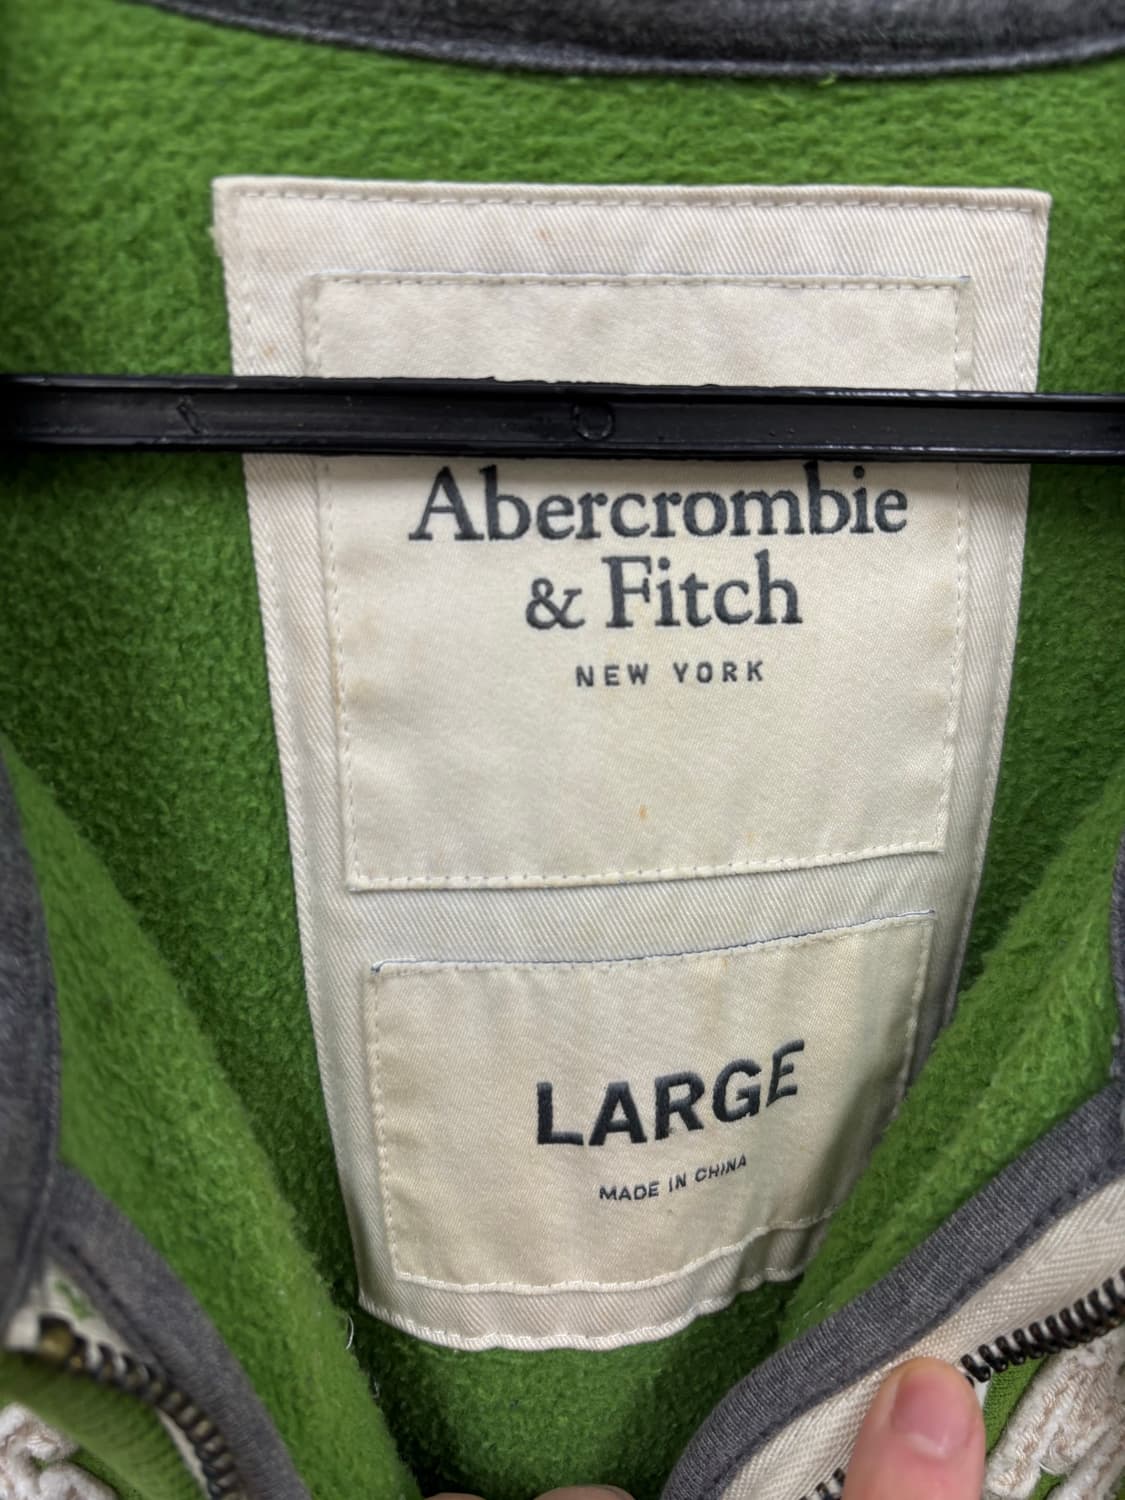 Abercrombie
& Fitch
NEW YORK
LARGE
MADE IN CHINA